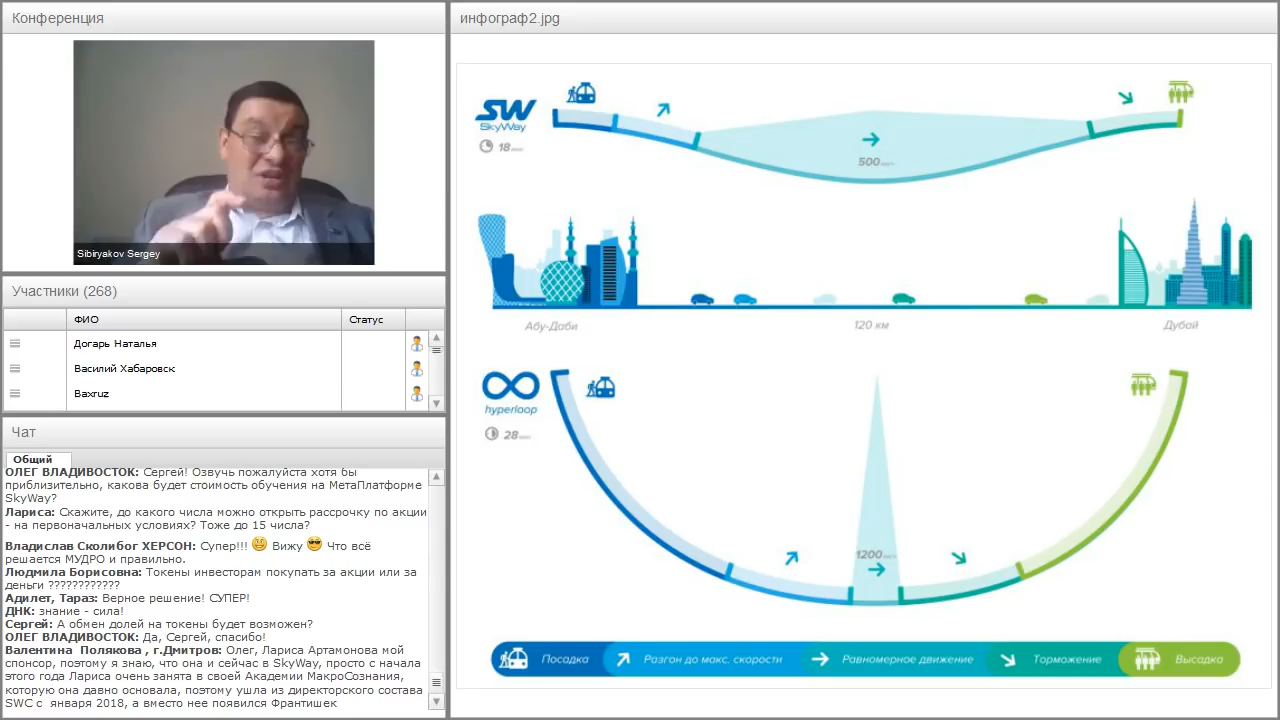 Конференция
Sibiryakov Sergey
Участники (268)
ФИО
Статус
Догарь Наталья
Василий Хабаровск
Baxruz
Чат
Общий
ОЛЕГ ВЛАДИВОСТОК: Сергей! Озвучь пожалуйста хотя бы
приблизительно, какова будет стоимость обучения на МетаПлатформе
SkyWay?
Лариса: Скажите, до какого числа можно открыть рассрочку по акции
- на первоначальных условиях? Тоже до 15 числа?
Владислав Сколибог ХЕРСОН: Супер!!! Вижу Что всё
решается МУДРО и правильно.
Людмила Борисовна: Токены инвесторам покупать за акции или за
деньги ????????????
Адилет, Тараз: Верное решение! СУПЕР!
ДНК: знание - сила!
Сергей: А обмен долей на токены будет возможен?
ОЛЕГ ВЛАДИВОСТОК: Да, Сергей, спасибо!
Валентина Полякова , г.Дмитров: Олег, Лариса Артамонова мой
спонсор, поэтому я знаю, что они сейчас в SkyWay, просто с начала
этого года Лариса очень занята в своей Академии МакроСознания,
которую она давно основала, поэтому ушла из директорского состава
SWC с января 2018, а вместо нее появился Франтишек
инфограф2.jpg
SW
SkyWay
18
500
Абу-Даби
120 км
Дубай
hyperloop
28
1200
Посадка
Разгон до макс. скорости
Равномерное движение
Торможение
Высадка